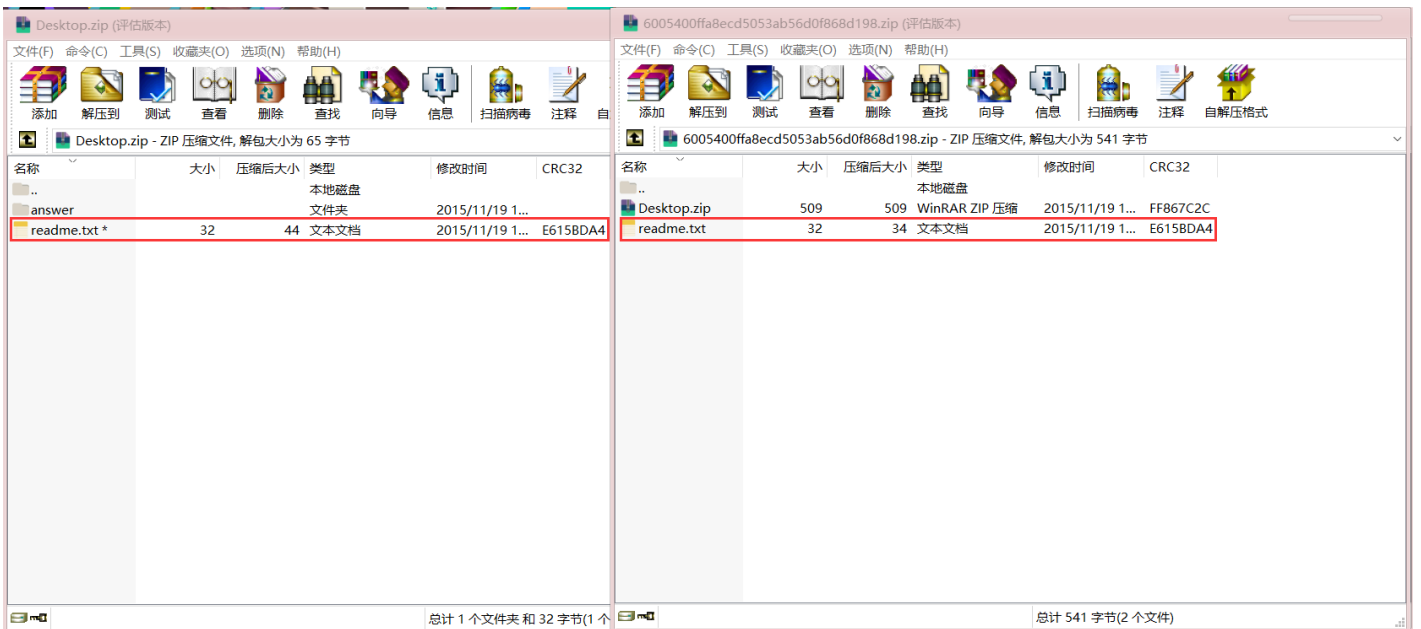 Desktop.zip (评估版本)
文件(F) 命令(C) 工具(S) 收藏夹(O) 选项(N) 帮助(H)
添加 解压到 测试 查看 删除 查找 向导 信息 扫描病毒 注释 自
Desktop.zip - ZIP 压缩文件, 解包大小为 65 字节
名称 大小 压缩后大小 类型 修改时间 CRC32
.. 本地磁盘
answer 文件夹 2015/11/19 1...
readme.txt * 32 44 文本文档 2015/11/19 1... E615BDA4
总计 1 个文件夹 和 32 字节(1 个
6005400ffa8ecd5053ab56d0f868d198.zip (评估版本)
文件(F) 命令(C) 工具(S) 收藏夹(O) 选项(N) 帮助(H)
添加 解压到 测试 查看 删除 查找 向导 信息 扫描病毒 注释 自解压格式
6005400ffa8ecd5053ab56d0f868d198.zip - ZIP 压缩文件, 解包大小为 541 字节
名称 大小 压缩后大小 类型 修改时间 CRC32
.. 本地磁盘
Desktop.zip 509 509 WinRAR ZIP 压缩 2015/11/19 1... FF867C2C
readme.txt 32 34 文本文档 2015/11/19 1... E615BDA4
总计 541 字节(2 个文件)